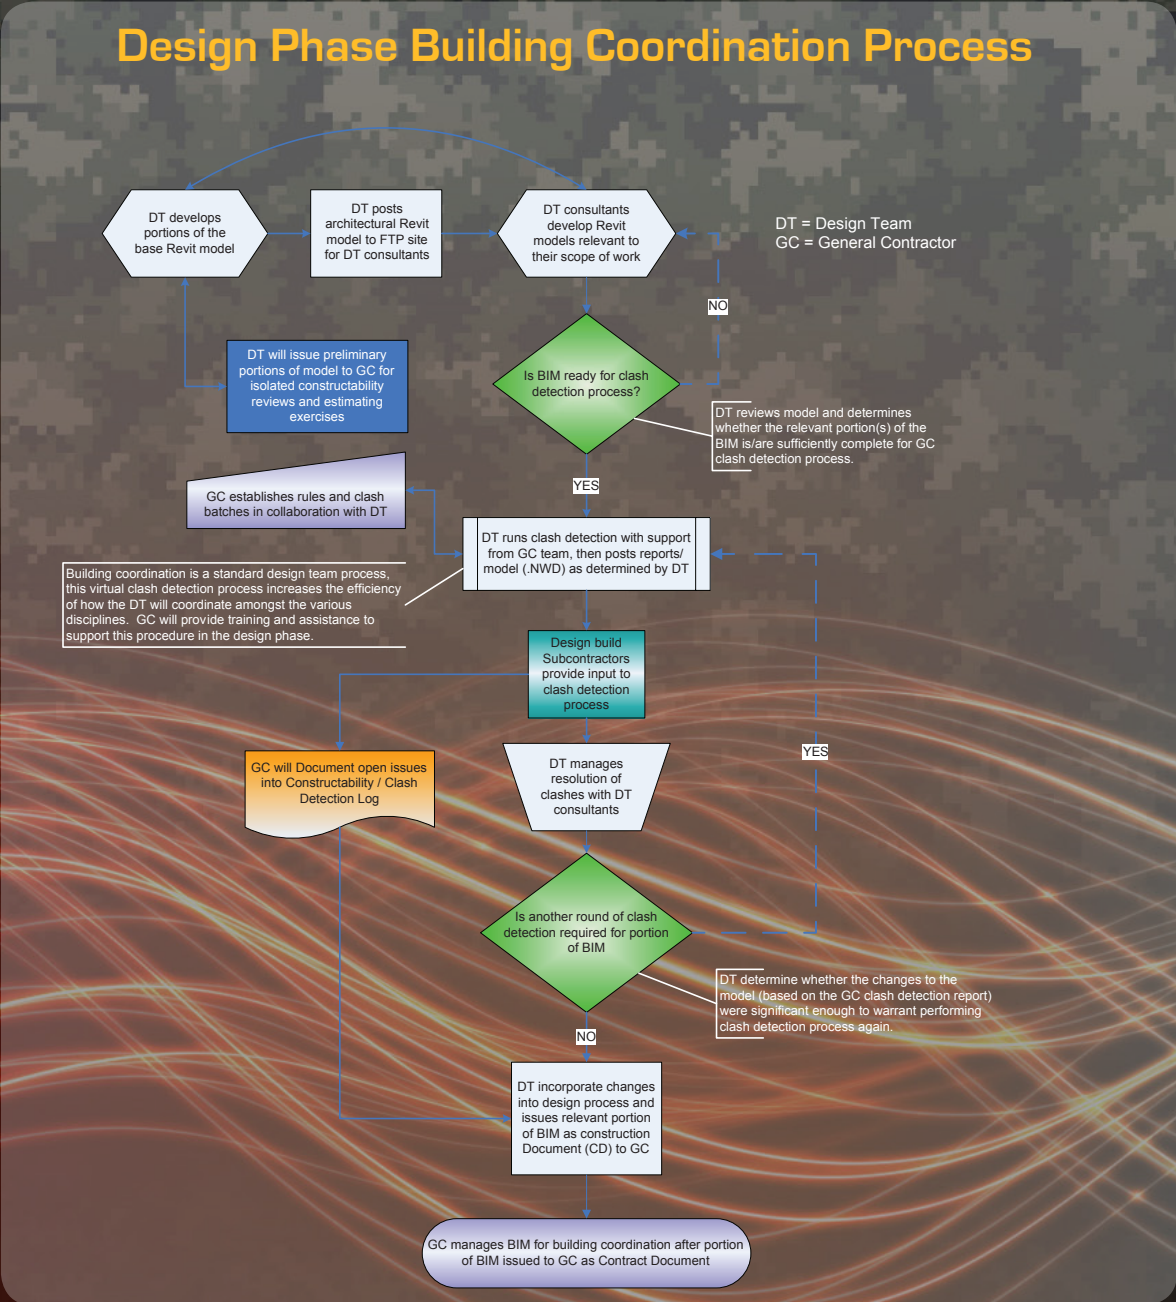 Design Phase Building Coordination Process
DT develops
portions of the
base Revit model
DT posts
architectural Revit
model to FTP site
for DT consultants
DT consultants
develop Revit
models relevant to
their scope of work
DT = Design Team
GC = General Contractor
NO
DT will issue preliminary
portions of model to GC for
isolated constructability
reviews and estimating
exercises
Is BIM ready for clash
detection process?
DT reviews model and determines
whether the relevant portion(s) of the
BIM is/are sufficiently complete for GC
clash detection process.
YES
GC establishes rules and clash
batches in collaboration with DT
DT runs clash detection with support
from GC team, then posts reports/
model (.NWD) as determined by DT
Building coordination is a standard design team process,
this virtual clash detection process increases the efficiency
of how the DT will coordinate amongst the various
disciplines.  GC will provide training and assistance to
support this procedure in the design phase.
Design build
Subcontractors
provide input to
clash detection
process
YES
GC will Document open issues
into Constructability / Clash
Detection Log
DT manages
resolution of
clashes with DT
consultants
Is another round of clash
detection required for portion
of BIM
DT determine whether the changes to the
model (based on the GC clash detection report)
were significant enough to warrant performing
clash detection process again.
NO
DT incorporate changes
into design process and
issues relevant portion
of BIM as construction
Document (CD) to GC
GC manages BIM for building coordination after portion
of BIM issued to GC as Contract Document